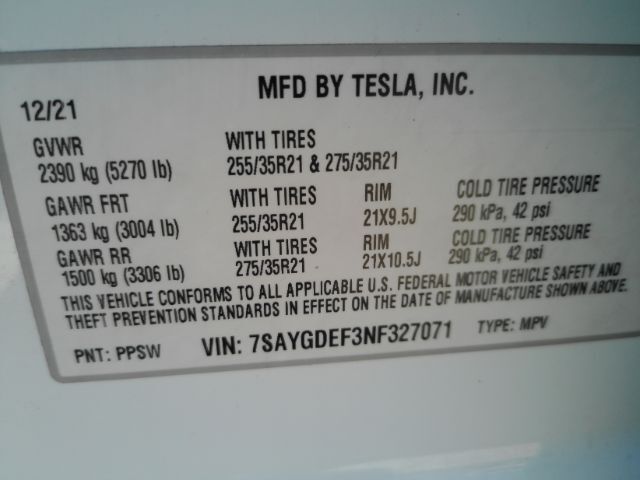 MFD BY TESLA, INC.
12/21
GVWR WITH TIRES
2390 kg (5270 lb) 255/35R21 & 275/35R21
GAWR FRT WITH TIRES RIM COLD TIRE PRESSURE
1363 kg (3004 lb) 255/35R21 21X9.5J 290 kPa, 42 psi
GAWR RR WITH TIRES RIM COLD TIRE PRESSURE
1500 kg (3306 lb) 275/35R21 21X10.5J 290 kPa, 42 psi
THIS VEHICLE CONFORMS TO ALL APPLICABLE U.S. FEDERAL MOTOR VEHICLE SAFETY AND
THEFT PREVENTION STANDARDS IN EFFECT ON THE DATE OF MANUFACTURE SHOWN ABOVE.
PNT: PPSW VIN: 7SAYGDEF3NF327071 TYPE: MPV